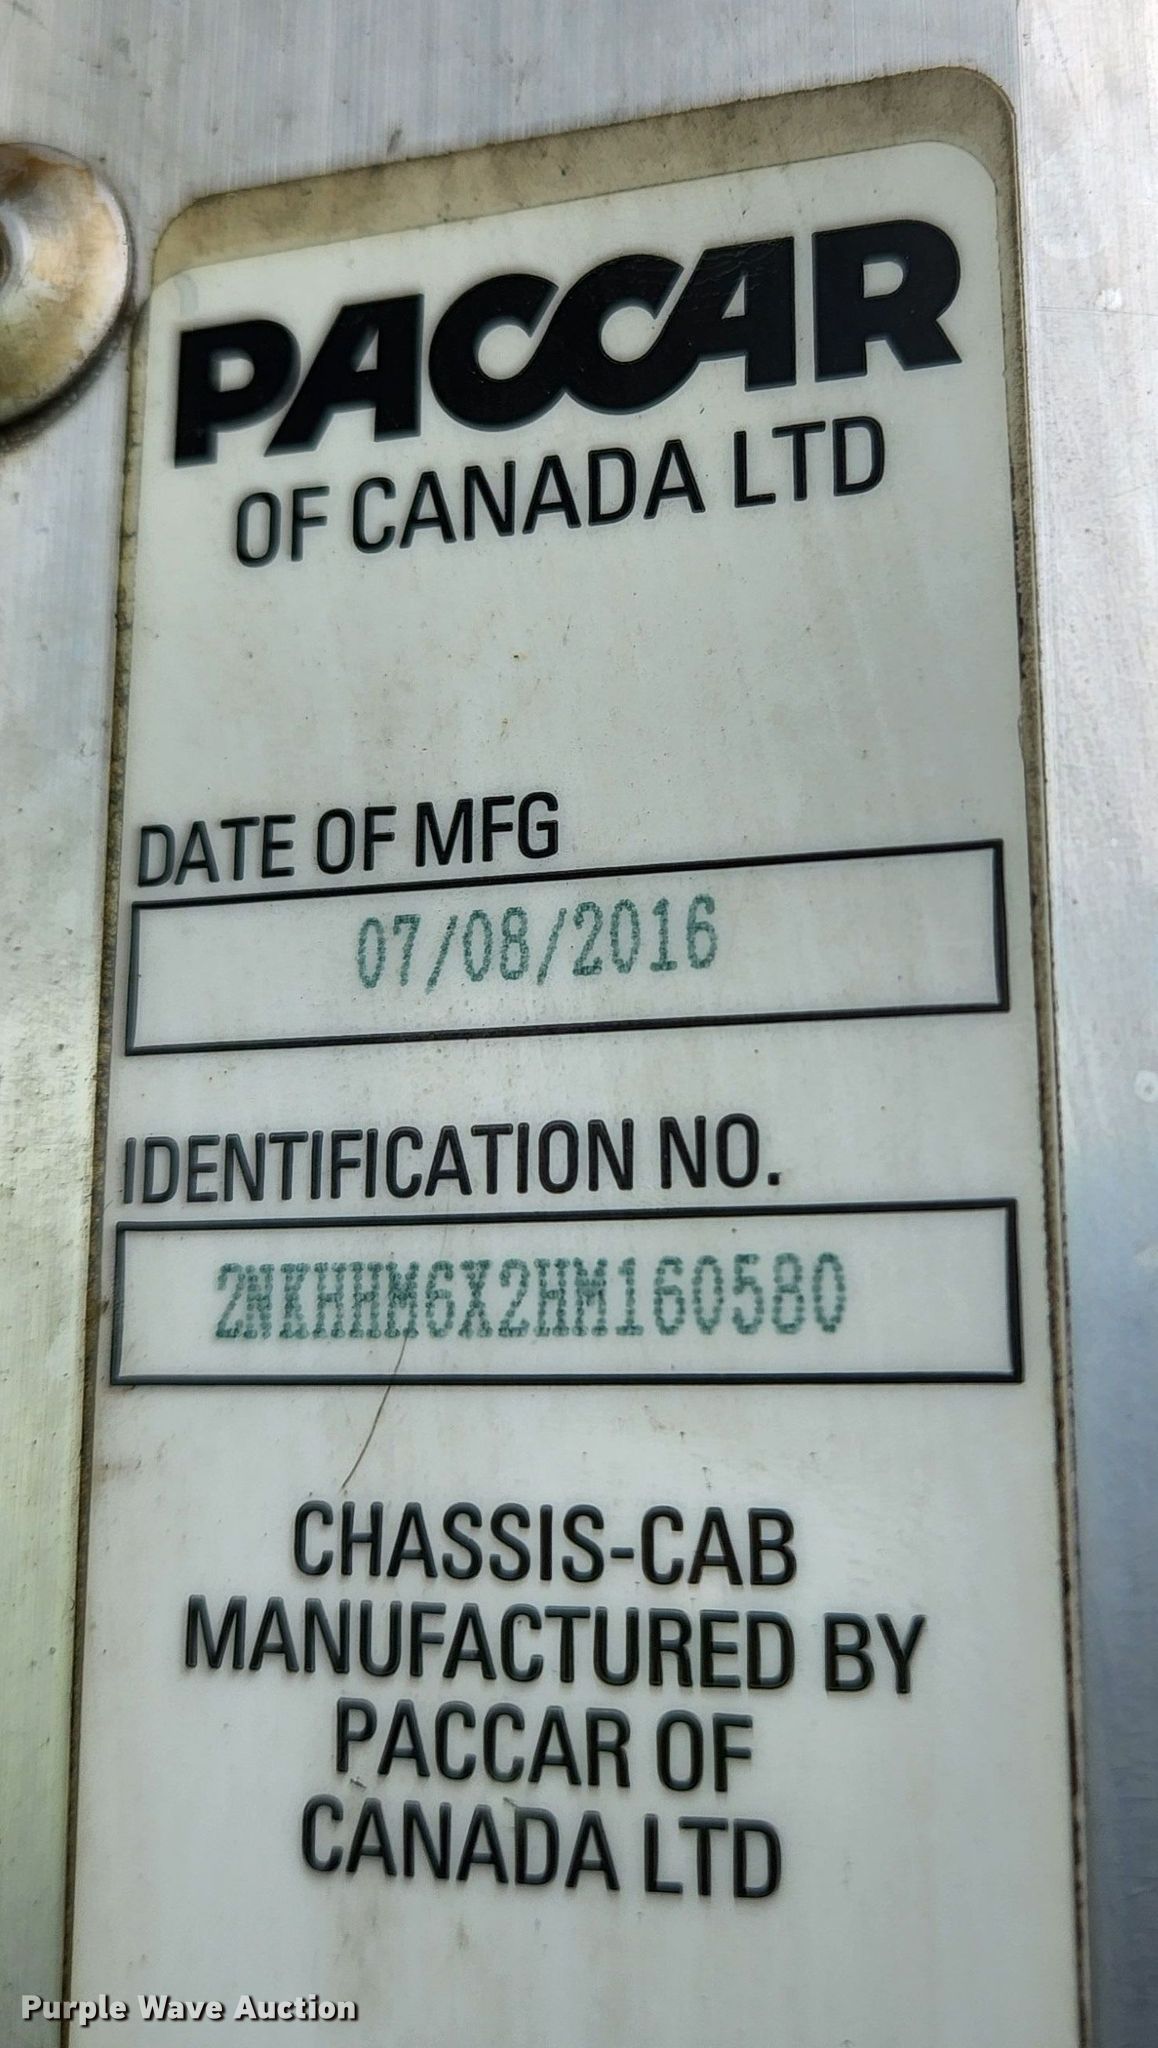 PACCAR
OF CANADA LTD
DATE OF MFG
07/08/2016
IDENTIFICATION NO.
2NKHHM6X2HM160580
CHASSIS-CAB
MANUFACTURED BY
PACCAR OF
CANADA LTD
Purple Wave Auction